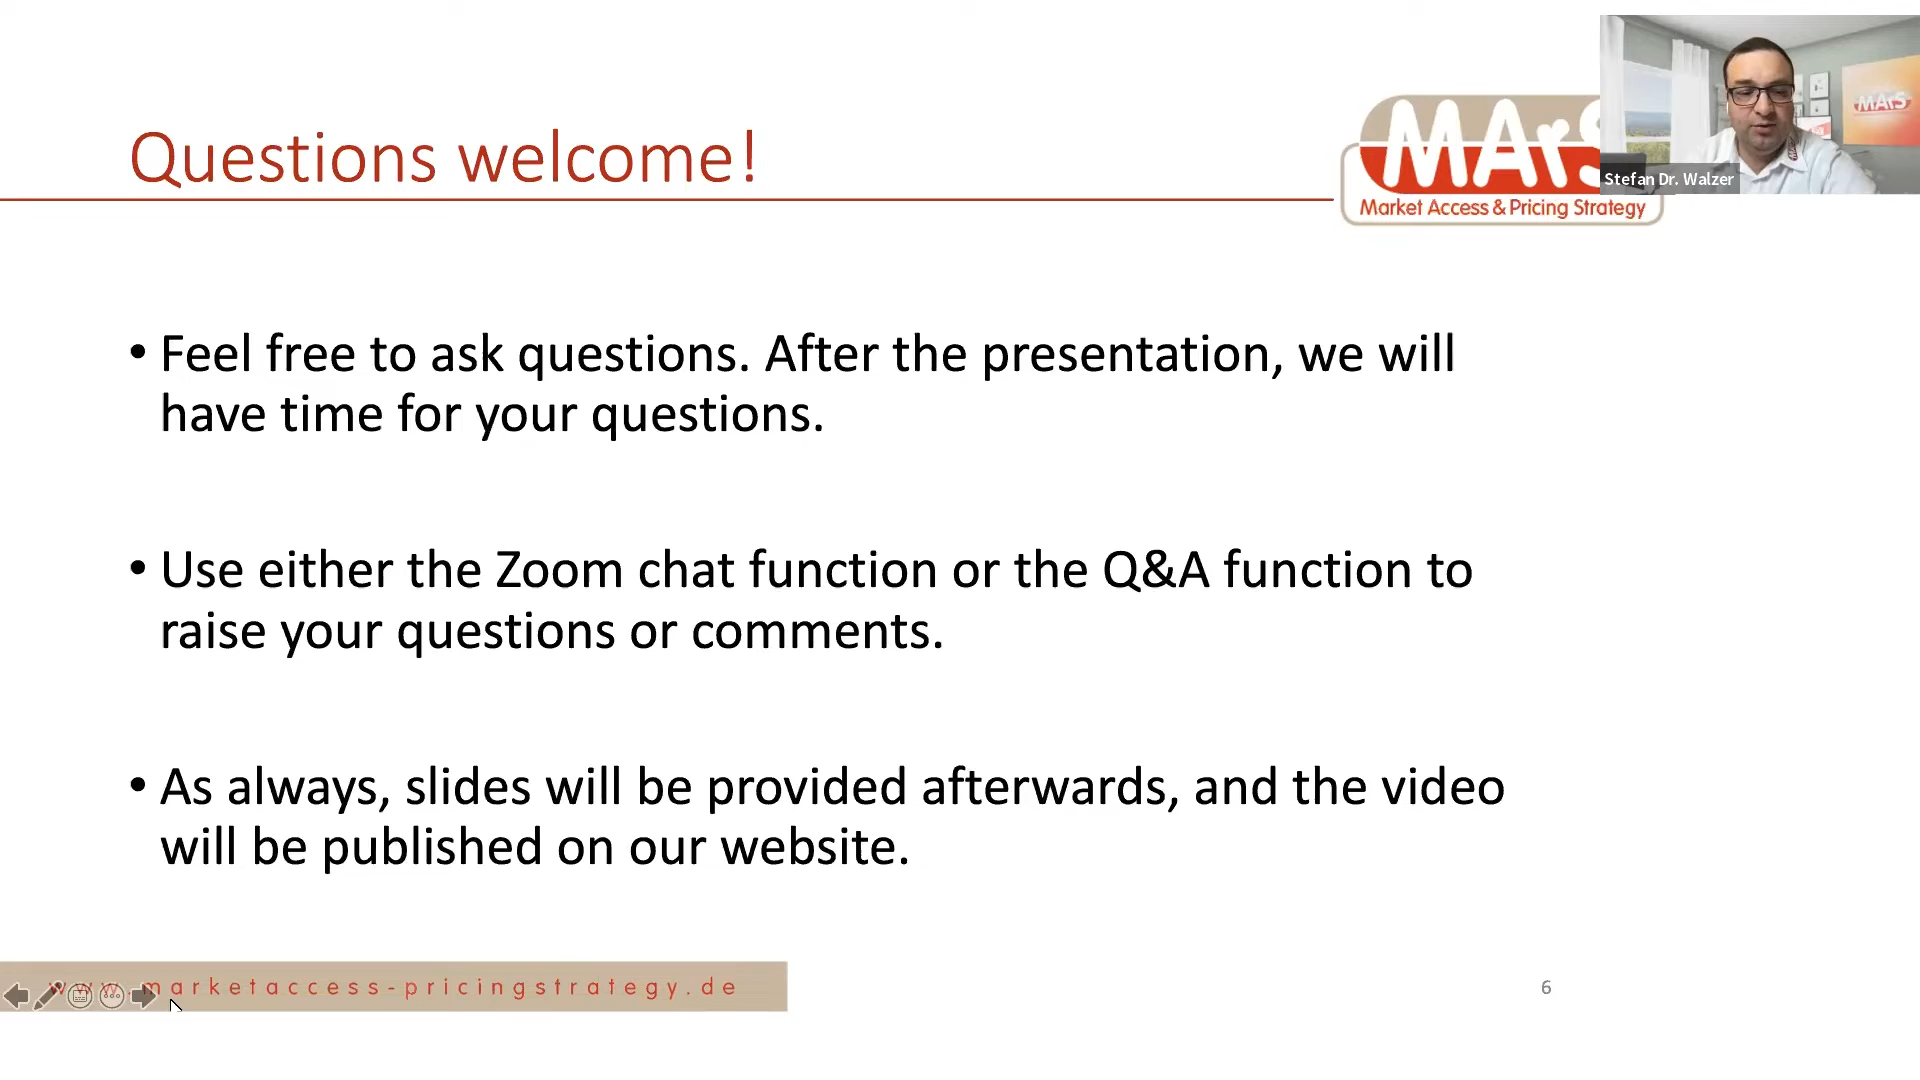 Questions welcome!
MArS
Market Access & Pricing Strategy
MArS
Stefan Dr. Walzer
• Feel free to ask questions. After the presentation, we will
have time for your questions.
• Use either the Zoom chat function or the Q&A function to
raise your questions or comments.
• As always, slides will be provided afterwards, and the video
will be published on our website.
www.marketaccess-pricingstrategy.de
6